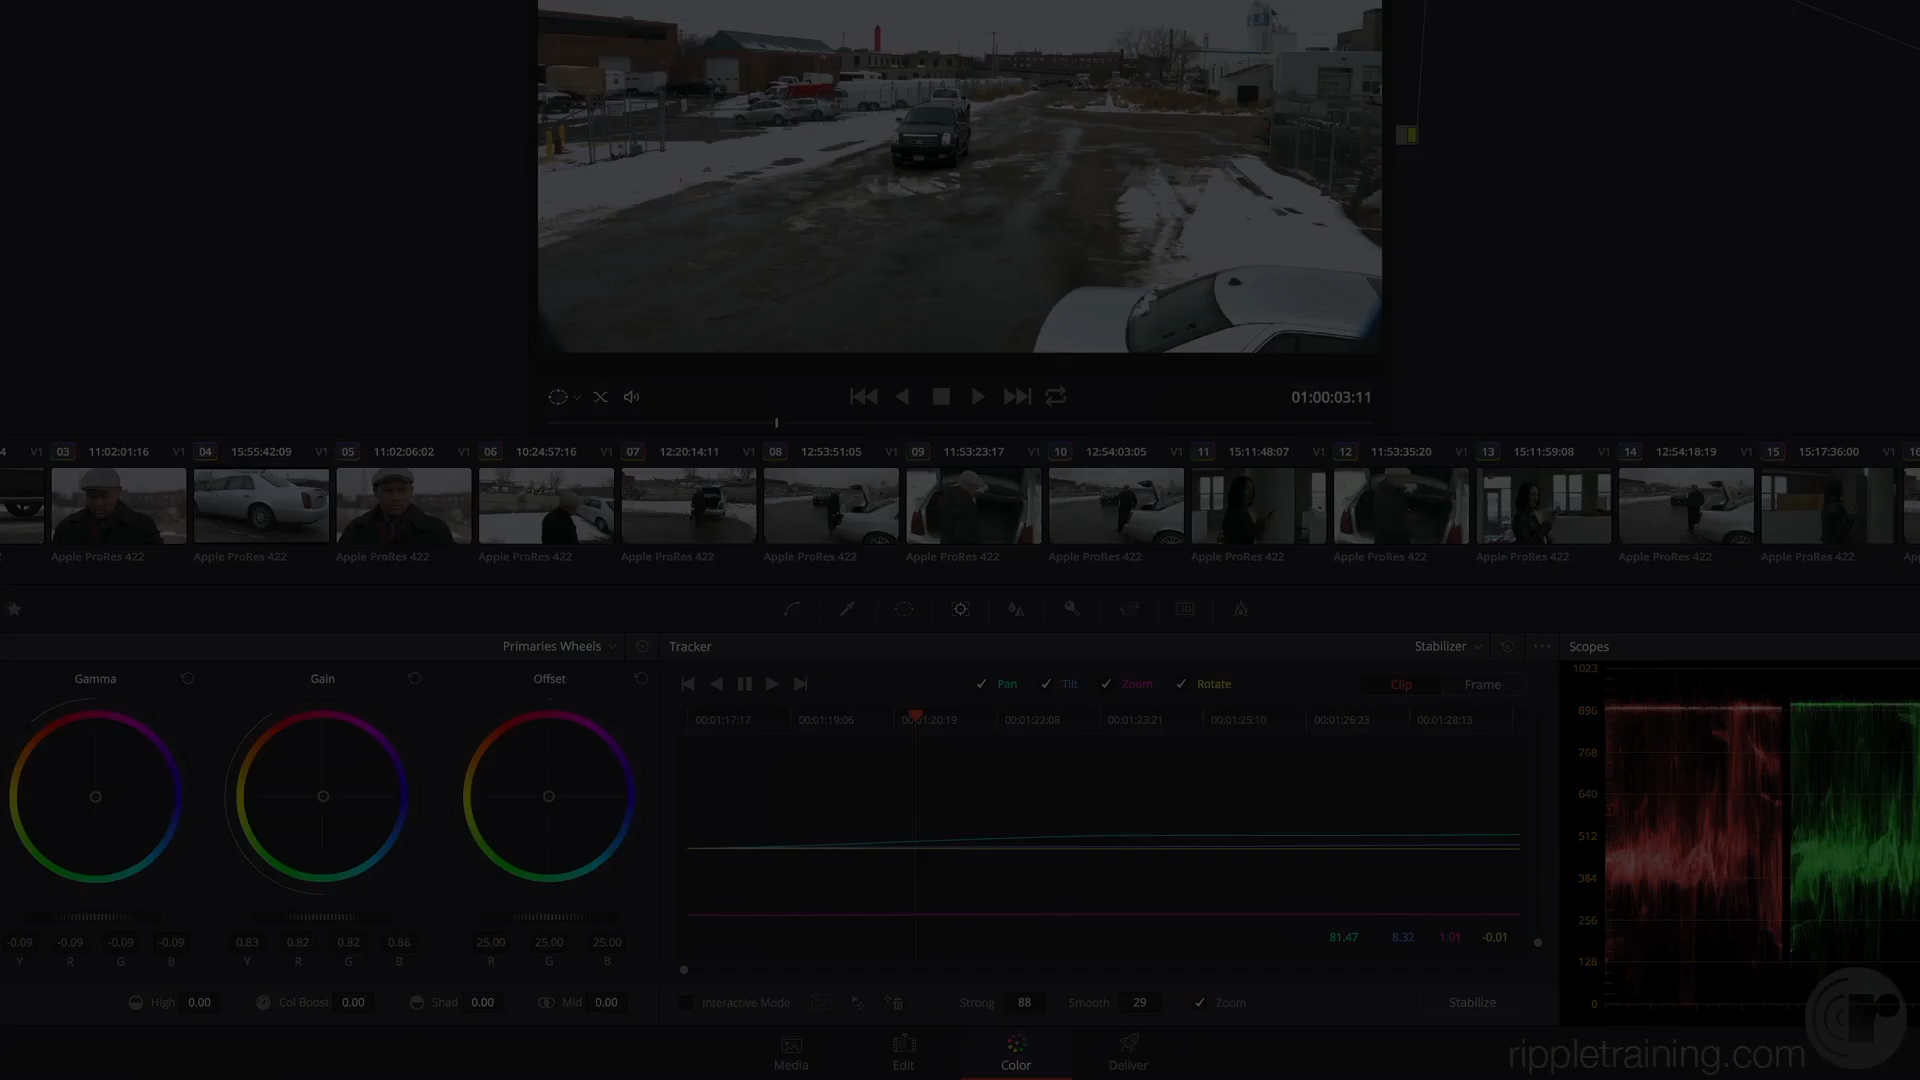 01:00:03:11
4 V1 03 11:02:01:16 V1 04 15:55:42:09 V1 05 11:02:06:02 V1 06 10:24:57:16 V1 07 12:20:14:11 V1 08 12:53:51:05 V1 09 11:53:23:17 V1 10 12:54:03:05 V1 11 15:11:48:07 V1 12 11:53:35:20 V1 13 15:11:59:08 V1 14 12:54:18:19 V1 15 15:17:36:00 V1 16
Apple ProRes 422 Apple ProRes 422 Apple ProRes 422 Apple ProRes 422 Apple ProRes 422 Apple ProRes 422 Apple ProRes 422 Apple ProRes 422 Apple ProRes 422 Apple ProRes 422 Apple ProRes 422 Apple ProRes 422 Apple ProRes 422 Ap
3D
Primaries Wheels Tracker Stabilizer Scopes
Gamma Gain Offset
Pan Tilt Zoom Rotate Clip Frame
00:01:17:17 00:01:19:06 00:01:20:19 00:01:22:08 00:01:23:21 00:01:25:10 00:01:26:23 00:01:28:13
1023
896
768
640
512
384
256
128
0
81.47 8.32 1.01 -0.01
-0.09 -0.09 -0.09 -0.09 0.83 0.82 0.82 0.86 25.00 25.00 25.00
Y R G B Y R G B R G B
High 0.00 Col Boost 0.00 Shad 0.00 Mid 0.00
Interactive Mode Strong 88 Smooth 29 Zoom Stabilize
Media Edit Color Deliver
rippletraining.com